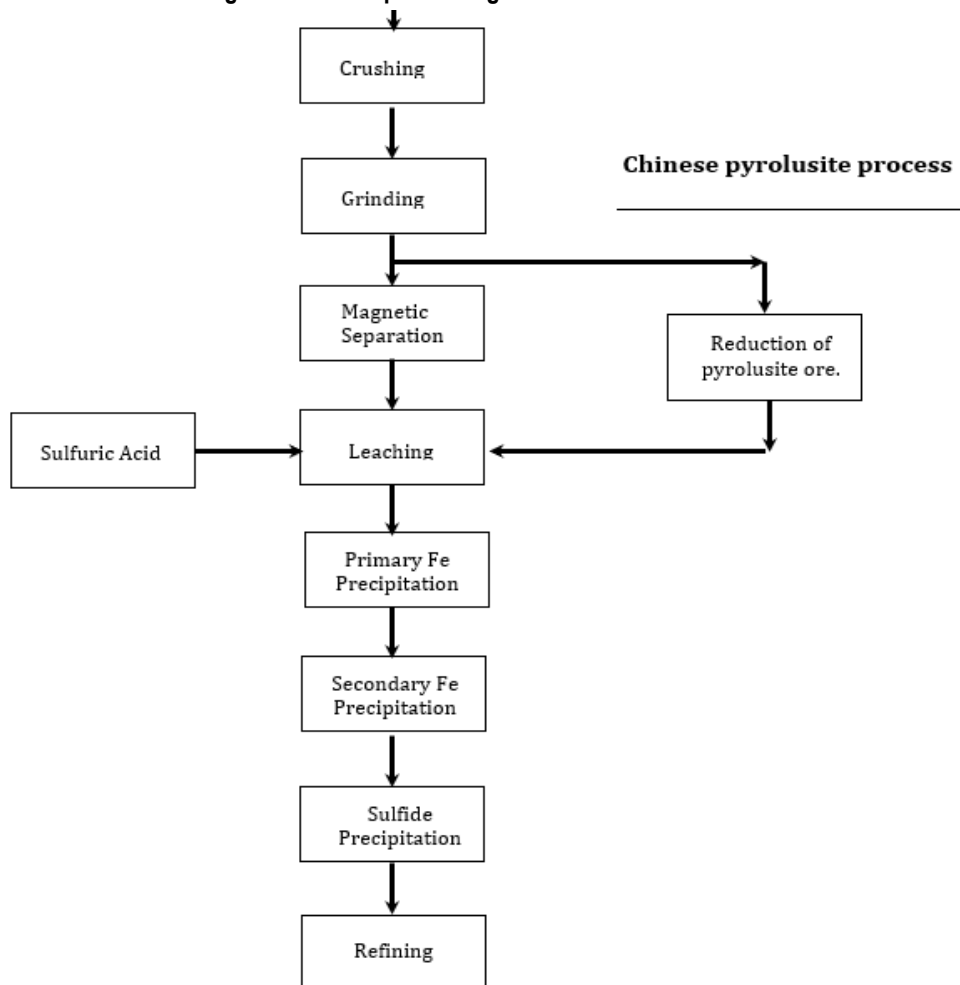 Crushing
Chinese pyrolusite process
Grinding
Magnetic
Separation
Reduction of
pyrolusite ore.
Sulfuric Acid
Leaching
Primary Fe
Precipitation
Secondary Fe
Precipitation
Sulfide
Precipitation
Refining